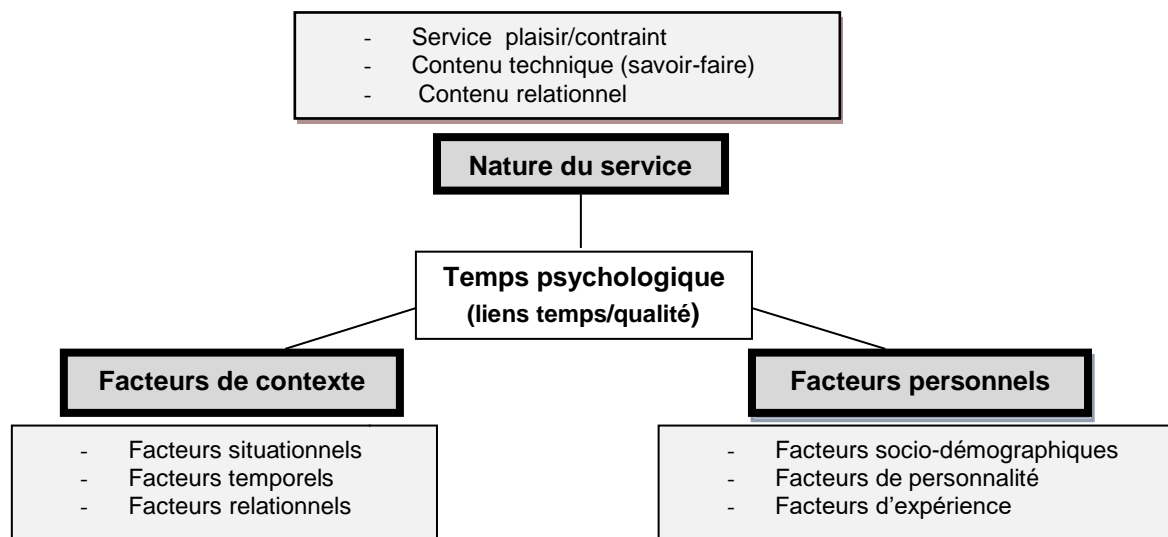 - Service plaisir/contraint
- Contenu technique (savoir-faire)
- Contenu relationnel
Nature du service
Temps psychologique
(liens temps/qualité)
Facteurs de contexte
- Facteurs situationnels
- Facteurs temporels
- Facteurs relationnels
Facteurs personnels
- Facteurs socio-démographiques
- Facteurs de personnalité
- Facteurs d'expérience